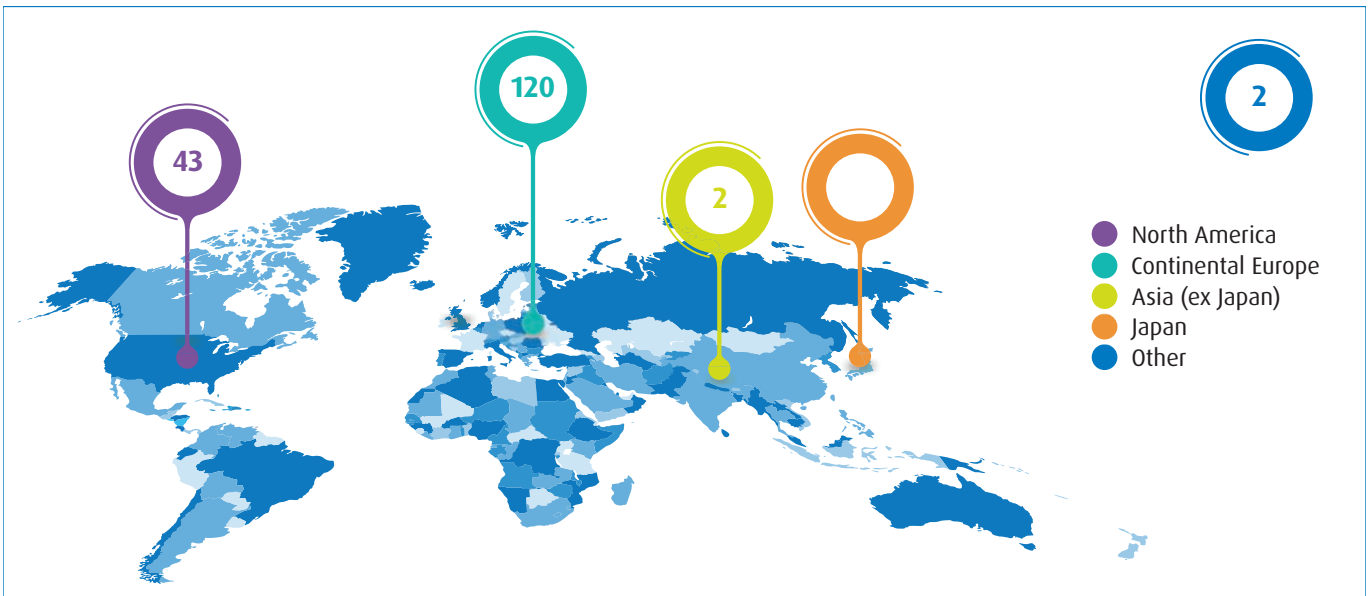 120
2
43
2
North America
Continental Europe
Asia (ex Japan)
Japan
Other